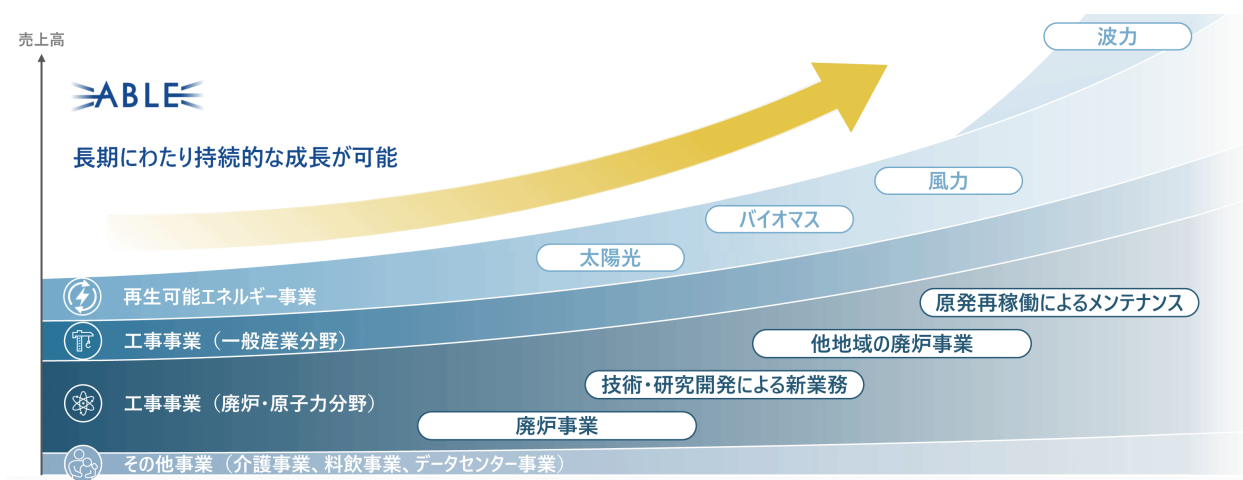 売上高
波力
ABLE
長期にわたり持続的な成長が可能
風力
バイオマス
太陽光
再生可能エネルギー事業
原発再稼働によるメンテナンス
工事事業（一般産業分野）
他地域の廃炉事業
技術・研究開発による新業務
工事事業（廃炉・原子力分野）
廃炉事業
その他事業（介護事業、料飲事業、データセンター事業）